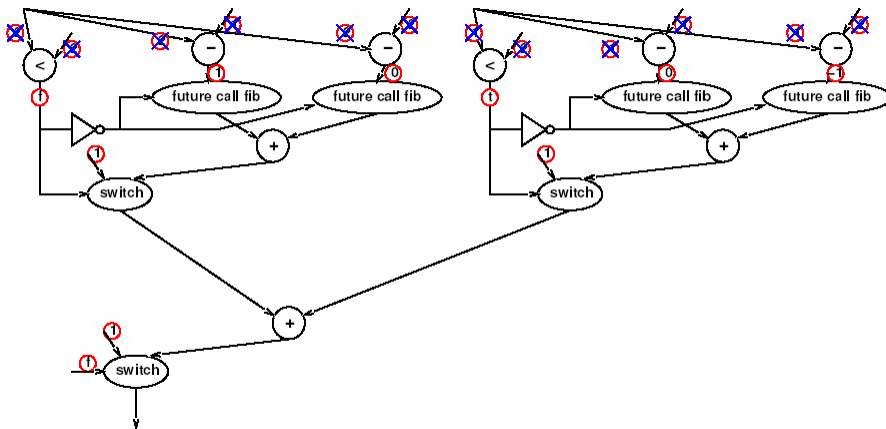 < - - < - -
f 1 0 t 0 -1
future call fib future call fib future call fib future call fib
+ +
1 1
switch switch
+
1
f switch